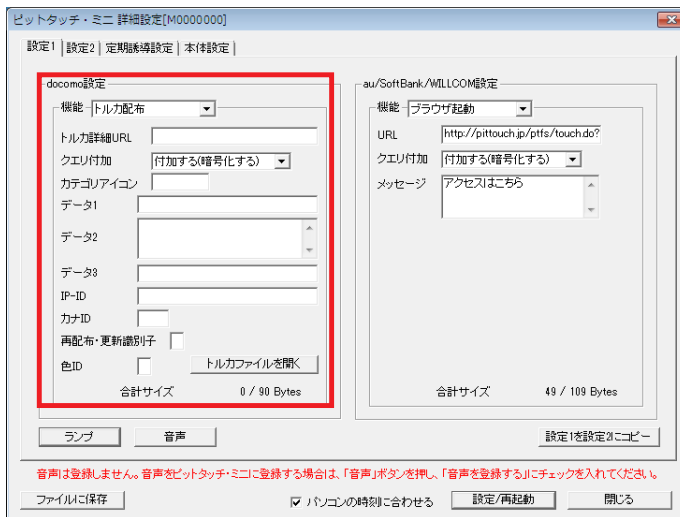 ピットタッチ・ミニ 詳細設定[M0000000]
設定1 設定2 定期誘導設定 本体設定
docomo設定
機能 トルカ配布
トルカ詳細URL
クエリ付加 付加する(暗号化する)
カテゴリアイコン
データ1
データ2
データ3
IP-ID
カナID
再配布・更新識別子
色ID トルカファイルを開く
合計サイズ 0 / 90 Bytes
au/SoftBank/WILLCOM設定
機能 ブラウザ起動
URL http://pittouch.jp/ptfs/touch.do?
クエリ付加 付加する(暗号化する)
メッセージ アクセスはこちら
合計サイズ 49 / 109 Bytes
ランプ 音声 設定1を設定2にコピー
音声は登録しません。音声をピットタッチ・ミニに登録する場合は、「音声」ボタンを押し、「音声を登録する」にチェックを入れてください。
ファイルに保存 パソコンの時刻に合わせる 設定/再起動 閉じる